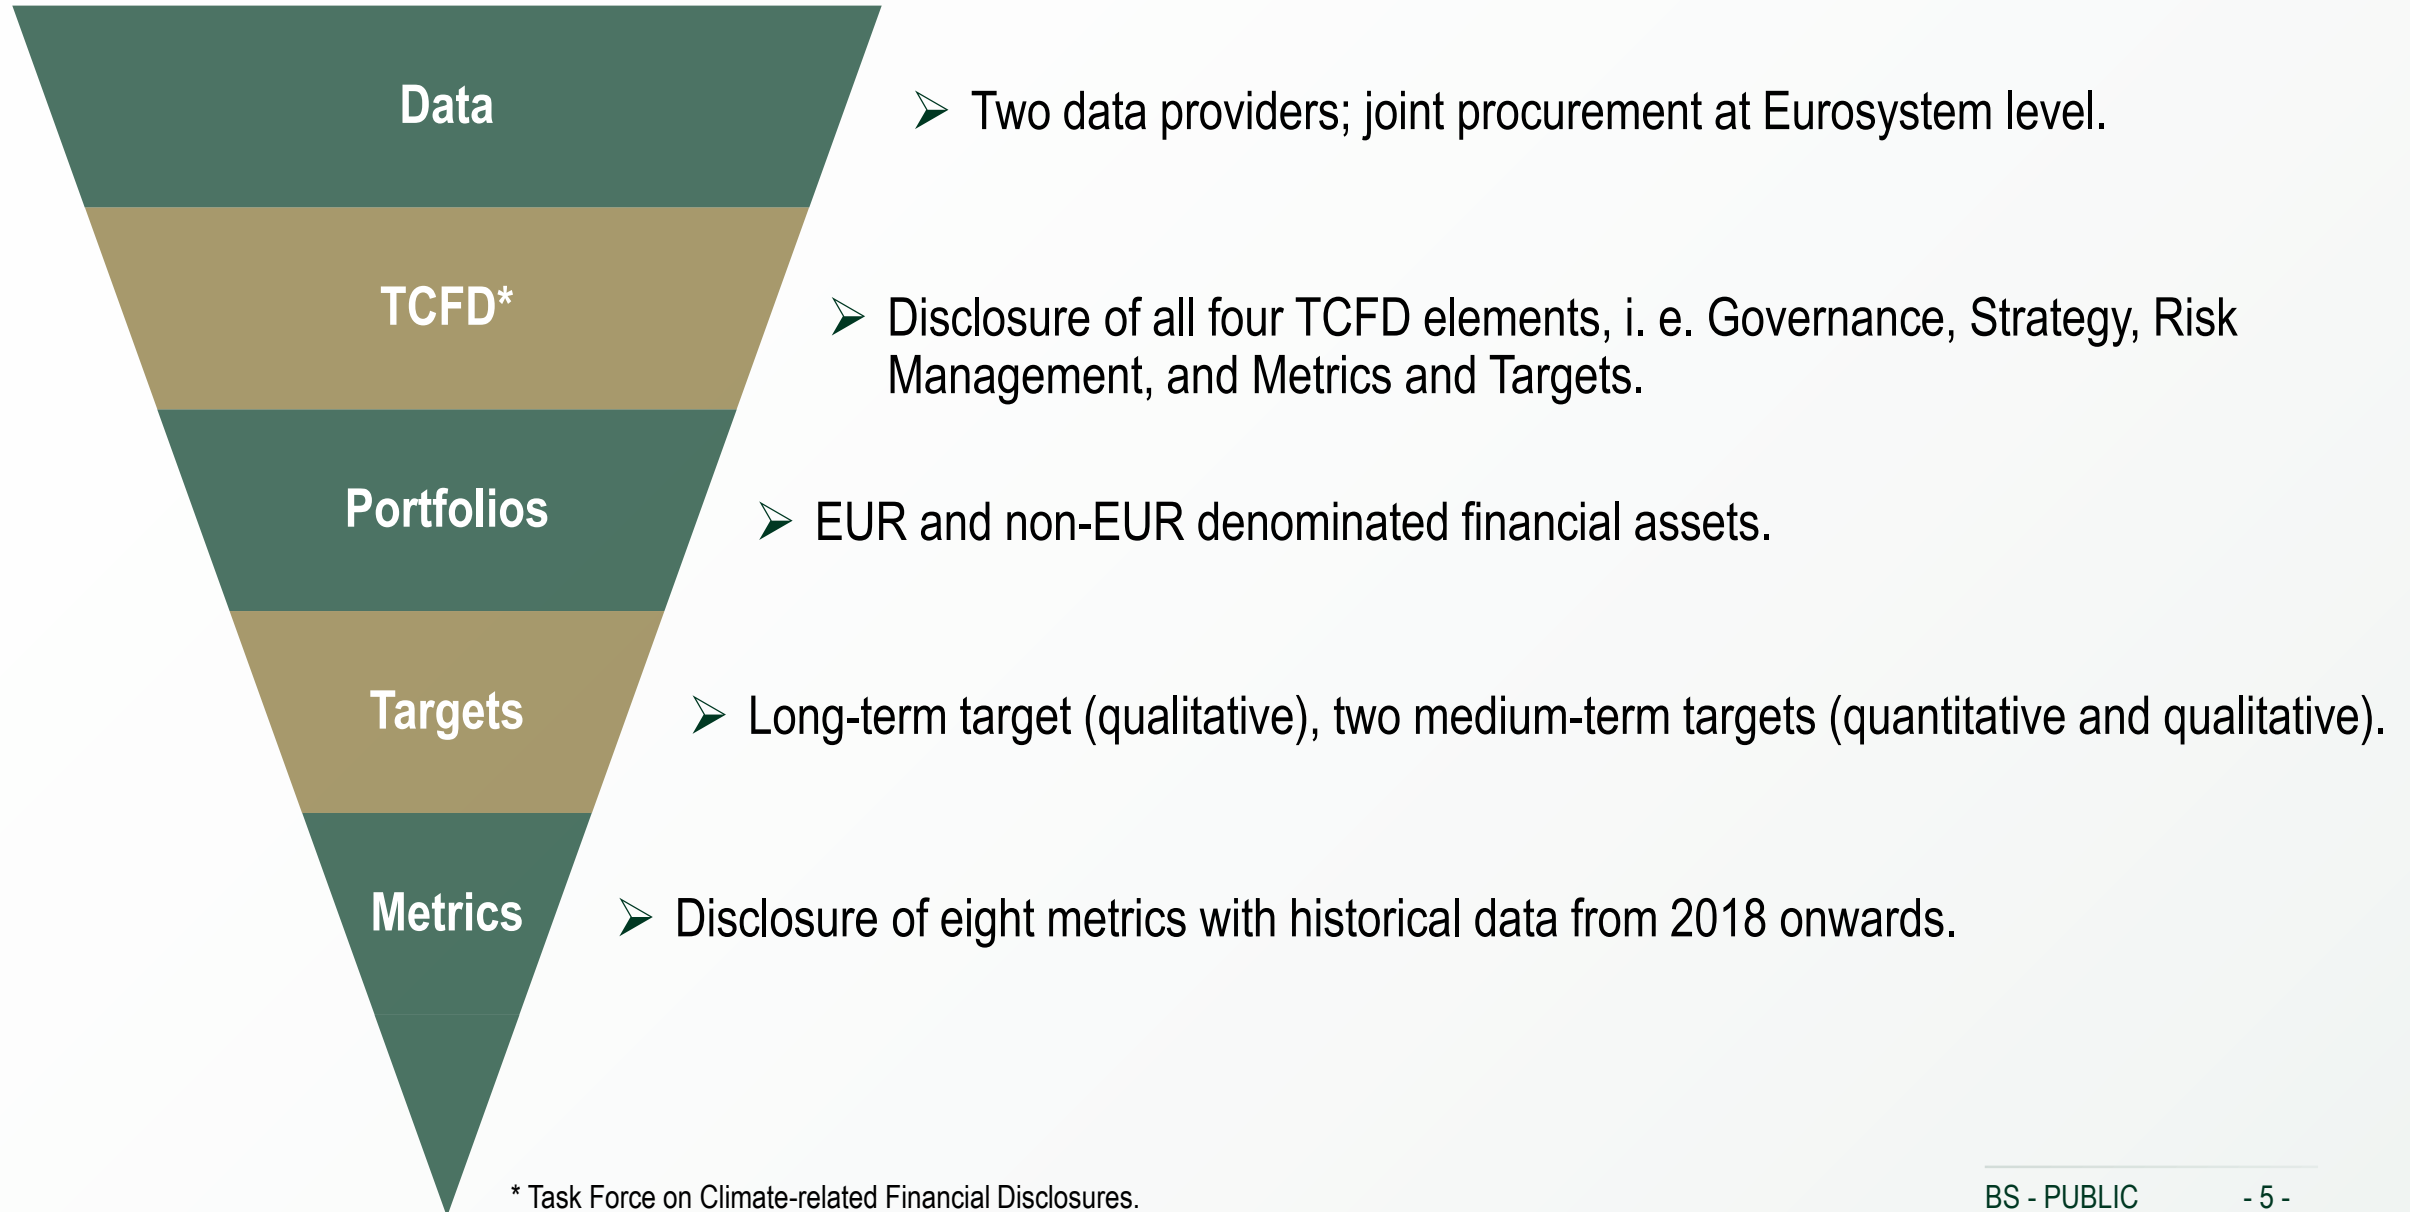 Data
Two data providers; joint procurement at Eurosystem level.
TCFD*
Disclosure of all four TCFD elements, i. e. Governance, Strategy, Risk
Management, and Metrics and Targets.
Portfolios
EUR and non-EUR denominated financial assets.
Targets
Long-term target (qualitative), two medium-term targets (quantitative and qualitative).
Metrics
Disclosure of eight metrics with historical data from 2018 onwards.
* Task Force on Climate-related Financial Disclosures.
BS - PUBLIC - 5 -